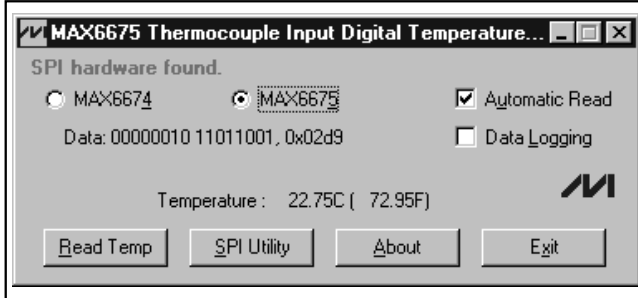 MAX6675 Thermocouple Input Digital Temperature...
SPI hardware found.
MAX6674 MAX6675 Automatic Read
Data: 00000010 11011001, 0x02d9 Data Logging
Temperature : 22.75C ( 72.95F)
Read Temp SPI Utility About Exit